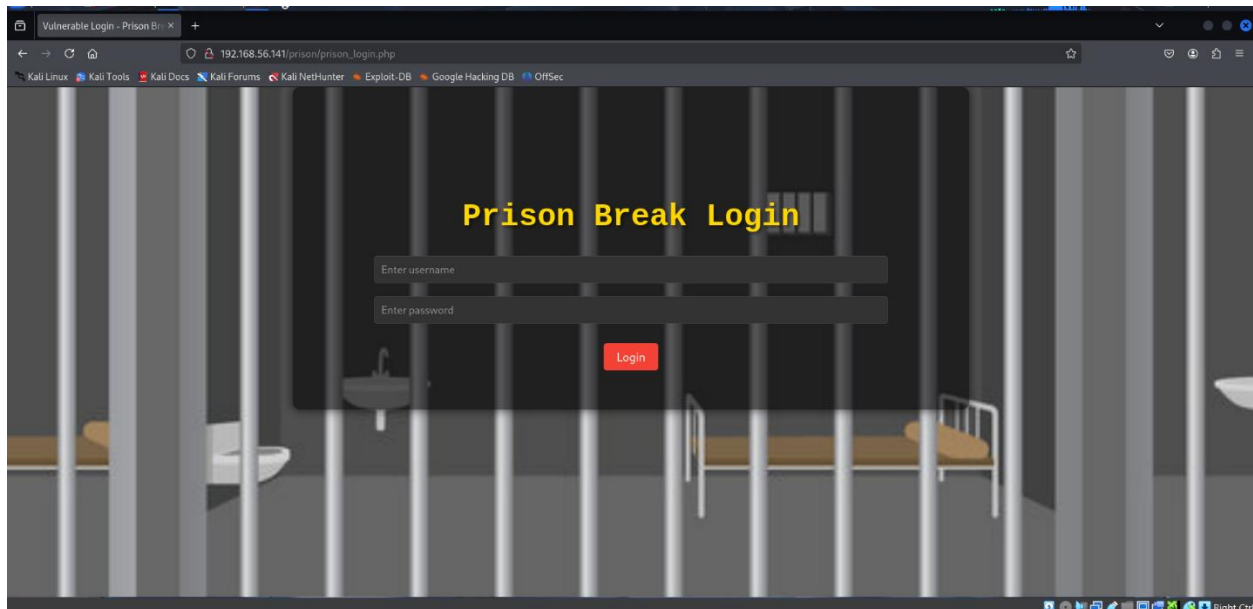 Vulnerable Login - Prison Br
192.168.56.141/prison/prison_login.php
Kali Linux Kali Tools Kali Docs Kali Forums Kali NetHunter Exploit-DB Google Hacking DB OffSec
Prison Break Login
Enter username
Enter password
Login
Right Ctrl